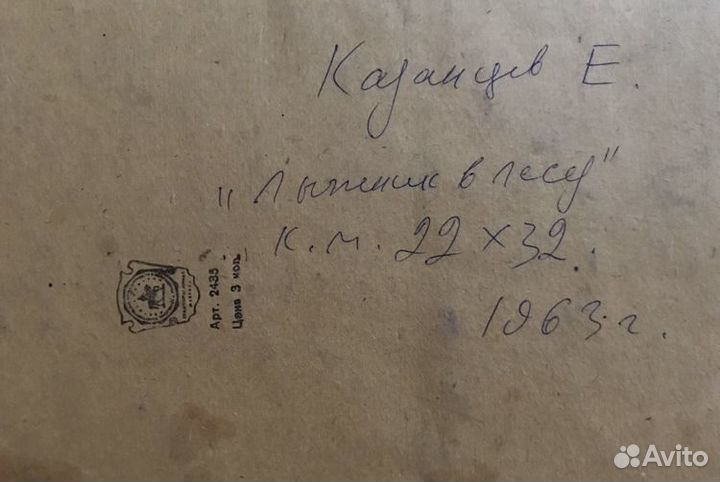 Казанцев Е.
"Лыжник в лесу"
к.м. 22 х 32.
1963 г.
Арт. 2435
Цена 3 коп.
Avito